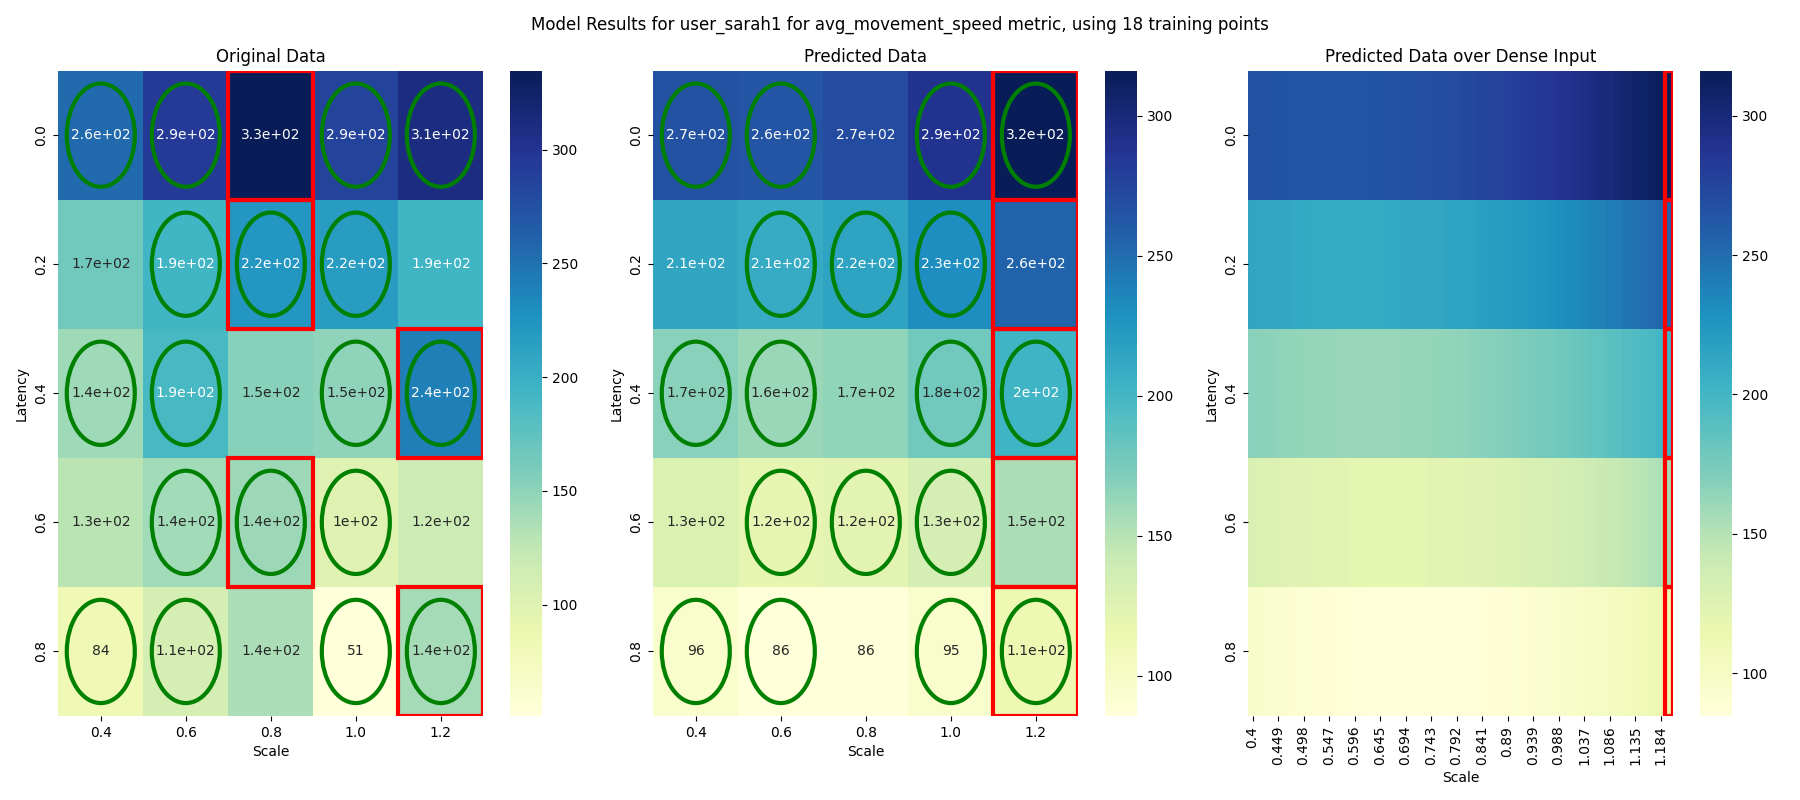 Model Results for user_sarah1 for avg_movement_speed metric, using 18 training points
Original Data
Latency
0.0
0.2
0.4
0.6
0.8
2.6e+02 2.9e+02 3.3e+02 2.9e+02 3.1e+02
1.7e+02 1.9e+02 2.2e+02 2.2e+02 1.9e+02
1.4e+02 1.9e+02 1.5e+02 1.5e+02 2.4e+02
1.3e+02 1.4e+02 1.4e+02 1e+02 1.2e+02
84 1.1e+02 1.4e+02 51 1.4e+02
0.4 0.6 0.8 1.0 1.2
Scale
300
250
200
150
100
Predicted Data
Latency
0.0
0.2
0.4
0.6
0.8
2.7e+02 2.6e+02 2.7e+02 2.9e+02 3.2e+02
2.1e+02 2.1e+02 2.2e+02 2.3e+02 2.6e+02
1.7e+02 1.6e+02 1.7e+02 1.8e+02 2e+02
1.3e+02 1.2e+02 1.2e+02 1.3e+02 1.5e+02
96 86 86 95 1.1e+02
0.4 0.6 0.8 1.0 1.2
Scale
300
250
200
150
100
Predicted Data over Dense Input
Latency
0.0
0.2
0.4
0.6
0.8
0.4 0.449 0.498 0.547 0.596 0.645 0.694 0.743 0.792 0.841 0.89 0.939 0.988 1.037 1.086 1.135 1.184
Scale
300
250
200
150
100